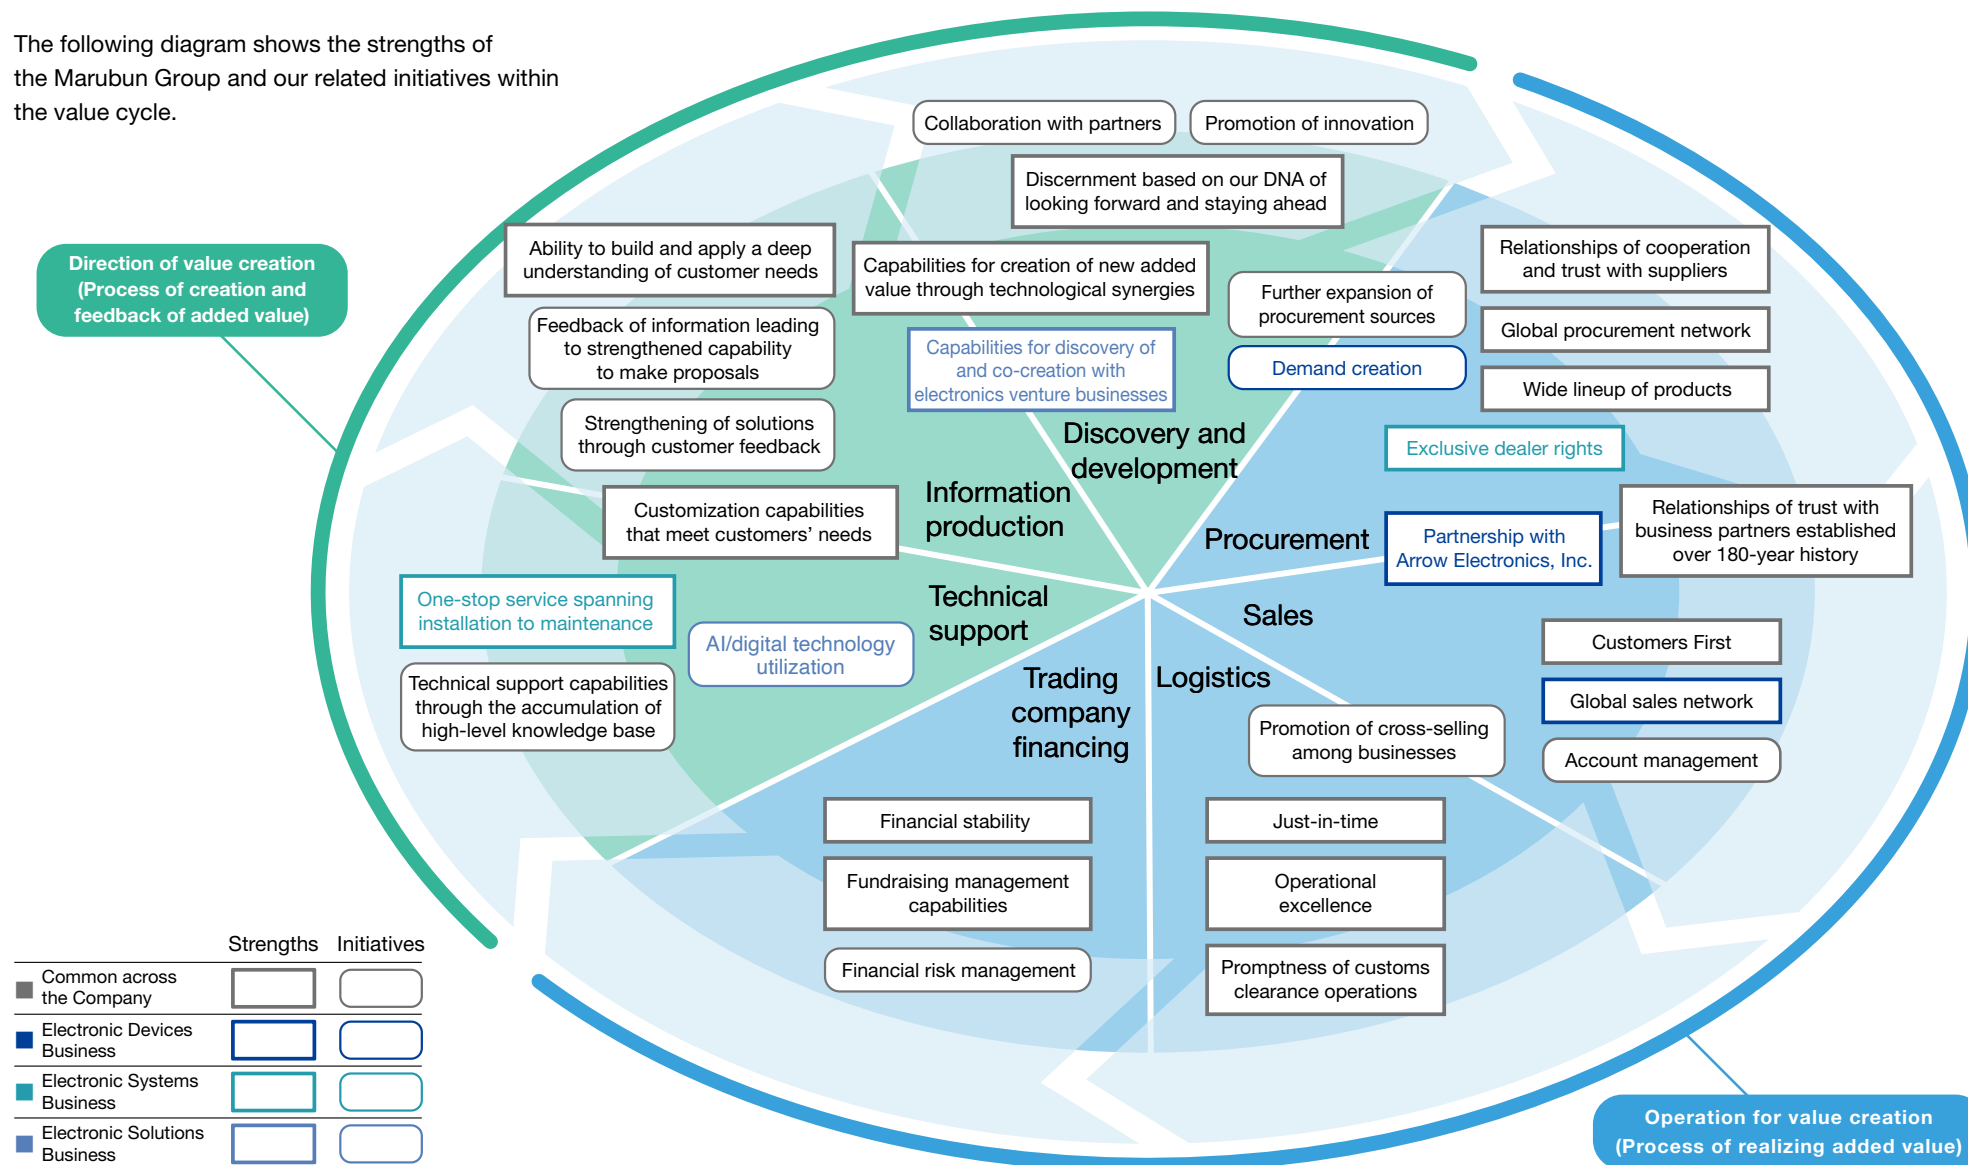 The following diagram shows the strengths of
the Marubun Group and our related initiatives within
the value cycle.
Direction of value creation
(Process of creation and
feedback of added value)
Collaboration with partners
Promotion of innovation
Discernment based on our DNA of
looking forward and staying ahead
Ability to build and apply a deep
understanding of customer needs
Capabilities for creation of new added
value through technological synergies
Feedback of information leading
to strengthened capability
to make proposals
Capabilities for discovery of
and co-creation with
electronics venture businesses
Strengthening of solutions
through customer feedback
Customization capabilities
that meet customers’ needs
Further expansion of
procurement sources
Demand creation
Relationships of cooperation
and trust with suppliers
Global procurement network
Wide lineup of products
Exclusive dealer rights
Partnership with
Arrow Electronics, Inc.
Relationships of trust with
business partners established
over 180-year history
Discovery and
development
Information
production
Procurement
Technical
support
Sales
Trading
company
financing
Logistics
One-stop service spanning
installation to maintenance
AI/digital technology
utilization
Technical support capabilities
through the accumulation of
high-level knowledge base
Customers First
Global sales network
Account management
Promotion of cross-selling
among businesses
Financial stability
Fundraising management
capabilities
Financial risk management
Just-in-time
Operational
excellence
Promptness of customs
clearance operations
Strengths
Initiatives
Common across
the Company
Electronic Devices
Business
Electronic Systems
Business
Electronic Solutions
Business
Operation for value creation
(Process of realizing added value)